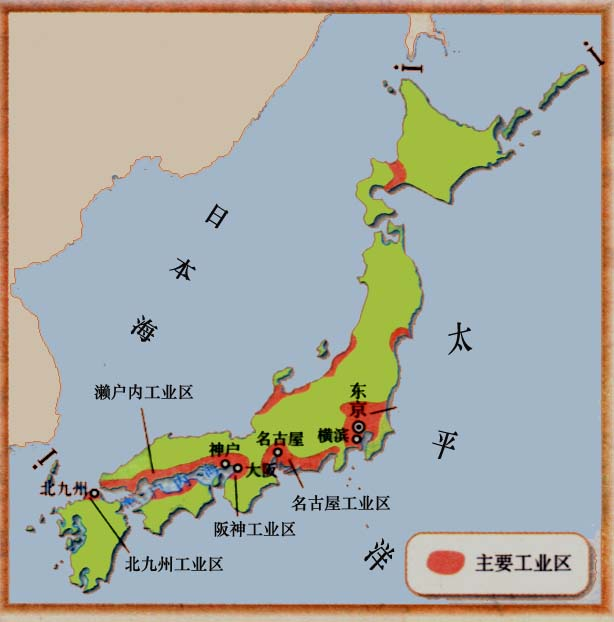 日本海
太平洋
濑户内工业区
东京
横滨
名古屋
神户
大阪
北九州
名古屋工业区
阪神工业区
北九州工业区
主要工业区